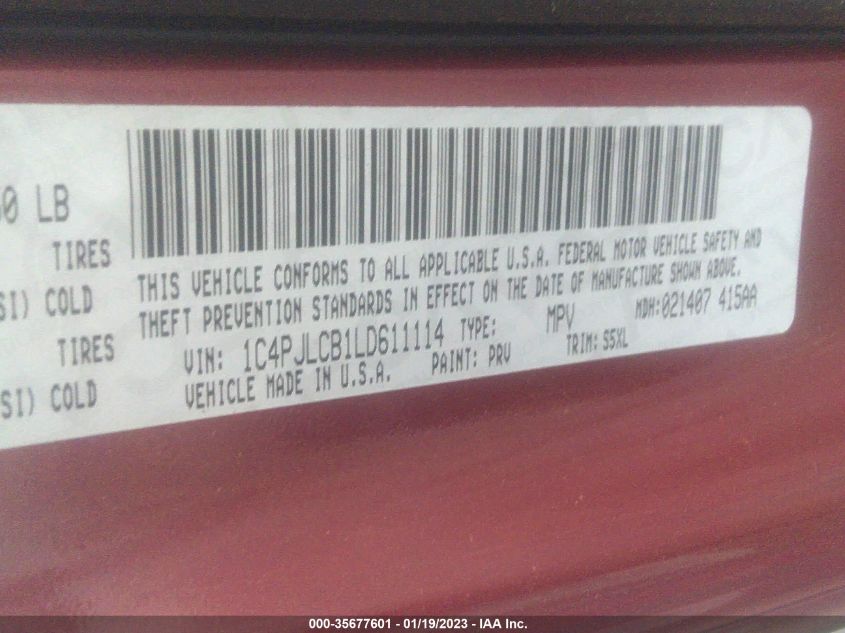 0 LB
TIRES
SI) COLD
TIRES
SI) COLD
THIS VEHICLE CONFORMS TO ALL APPLICABLE U.S.A. FEDERAL MOTOR VEHICLE SAFETY AND
THEFT PREVENTION STANDARDS IN EFFECT ON THE DATE OF MANUFACTURE SHOWN ABOVE.
VIN: 1C4PJLCB1LD611114 TYPE: MPV MDH:021407 415AA
VEHICLE MADE IN U.S.A. PAINT: PRV TRIM: S5XL
000-35677601 - 01/19/2023 - IAA Inc.